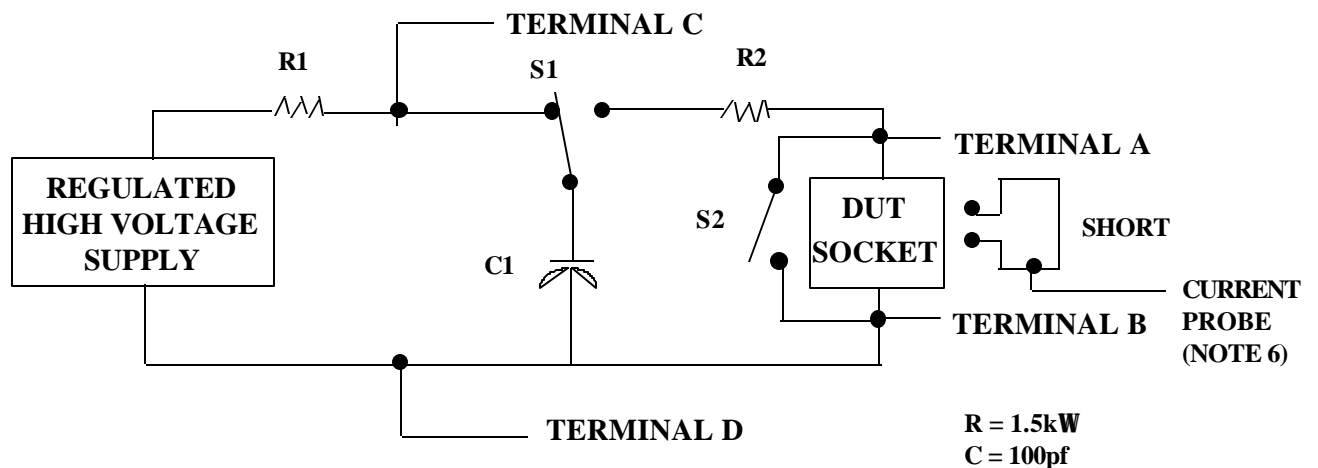 TERMINAL C
R1
S1
R2
TERMINAL A
REGULATED
HIGH VOLTAGE
SUPPLY
S2
DUT
SOCKET
SHORT
C1
CURRENT
PROBE
(NOTE 6)
TERMINAL B
TERMINAL D
R = 1.5kW
C = 100pf